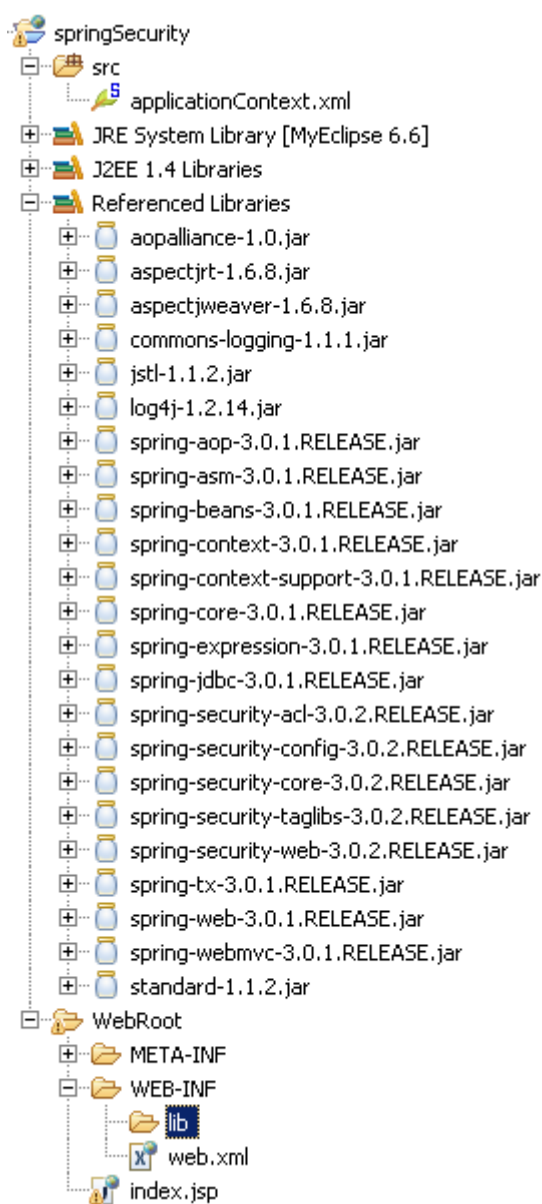 springSecurity
src
applicationContext.xml
JRE System Library [MyEclipse 6.6]
J2EE 1.4 Libraries
Referenced Libraries
aopalliance-1.0.jar
aspectjrt-1.6.8.jar
aspectjweaver-1.6.8.jar
commons-logging-1.1.1.jar
jstl-1.1.2.jar
log4j-1.2.14.jar
spring-aop-3.0.1.RELEASE.jar
spring-asm-3.0.1.RELEASE.jar
spring-beans-3.0.1.RELEASE.jar
spring-context-3.0.1.RELEASE.jar
spring-context-support-3.0.1.RELEASE.jar
spring-core-3.0.1.RELEASE.jar
spring-expression-3.0.1.RELEASE.jar
spring-jdbc-3.0.1.RELEASE.jar
spring-security-acl-3.0.2.RELEASE.jar
spring-security-config-3.0.2.RELEASE.jar
spring-security-core-3.0.2.RELEASE.jar
spring-security-taglibs-3.0.2.RELEASE.jar
spring-security-web-3.0.2.RELEASE.jar
spring-tx-3.0.1.RELEASE.jar
spring-web-3.0.1.RELEASE.jar
spring-webmvc-3.0.1.RELEASE.jar
standard-1.1.2.jar
WebRoot
META-INF
WEB-INF
lib
web.xml
index.jsp